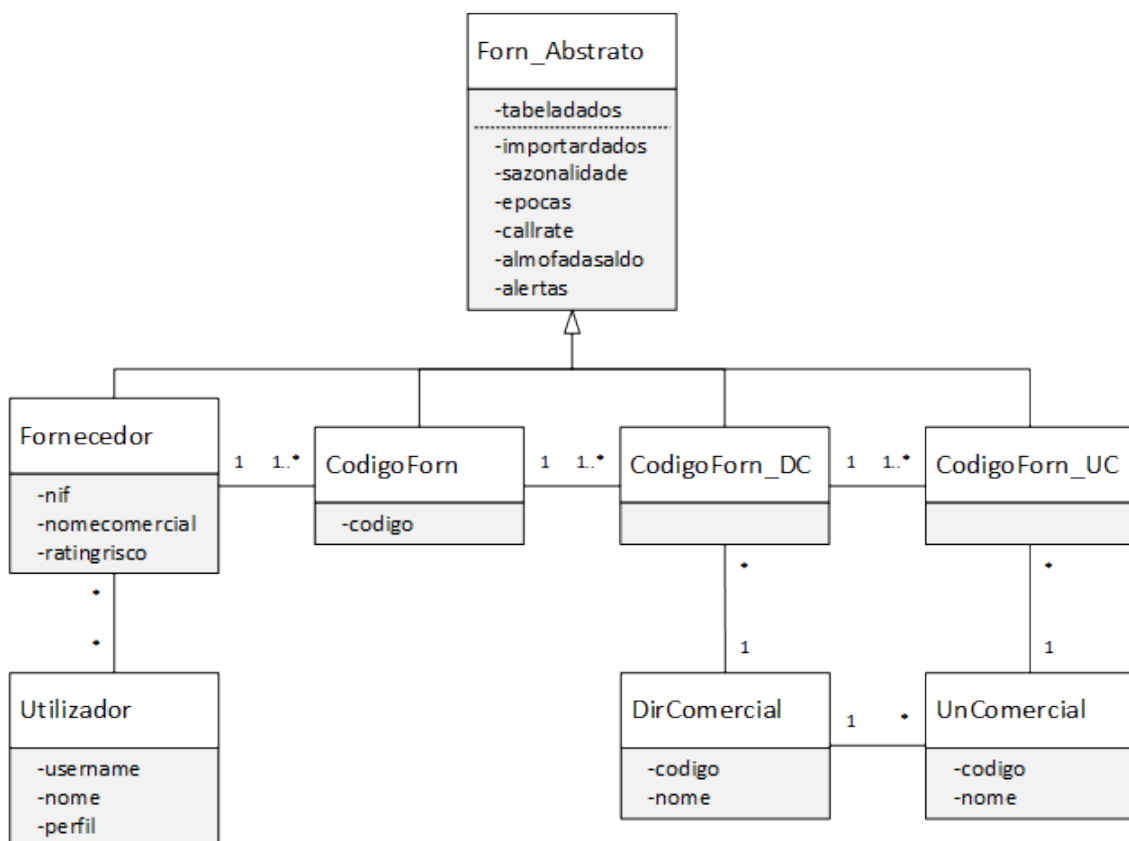 Forn_Abstrato
-tabeladados
-importardados
-sazonalidade
-epocas
-callrate
-almofadasaldo
-alertas
Fornecedor
-nif
-nomecomercial
-ratingrisco
1 1..*
CodigoForn
-codigo
1 1..*
CodigoForn_DC
1 1..*
CodigoForn_UC
*
*
*
1
*
1
Utilizador
-username
-nome
-perfil
DirComercial
-codigo
-nome
1 *
UnComercial
-codigo
-nome